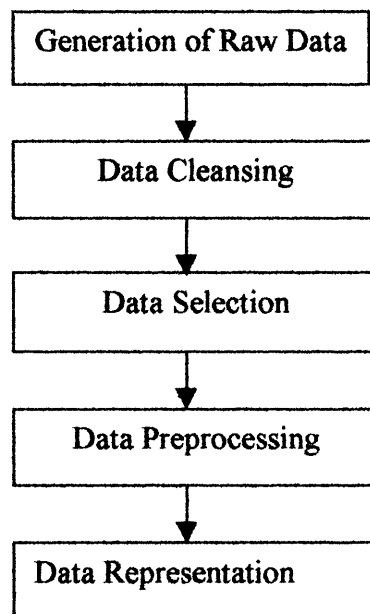 Generation of Raw Data
Data Cleansing
Data Selection
Data Preprocessing
Data Representation